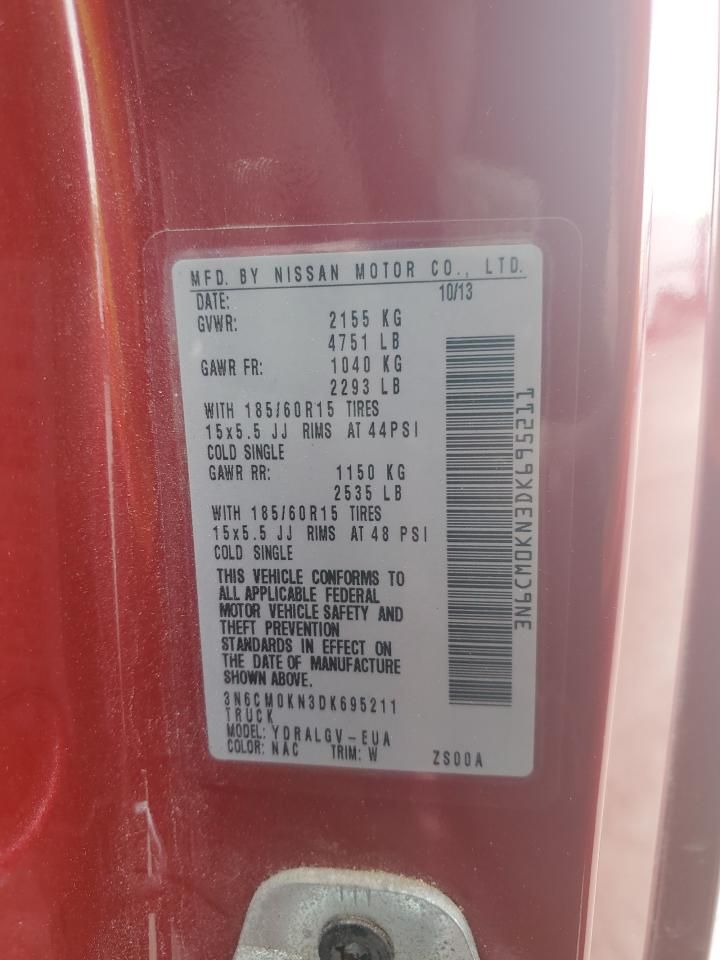 MFD. BY NISSAN MOTOR CO., LTD.
DATE: 10/13
GVWR: 2155 KG
4751 LB
GAWR FR: 1040 KG
2293 LB
WITH 185/60R15 TIRES
15x5.5 JJ RIMS AT 44PSI
COLD SINGLE
GAWR RR: 1150 KG
2535 LB
WITH 185/60R15 TIRES
15x5.5 JJ RIMS AT 48 PSI
COLD SINGLE
THIS VEHICLE CONFORMS TO
ALL APPLICABLE FEDERAL
MOTOR VEHICLE SAFETY AND
THEFT PREVENTION
STANDARDS IN EFFECT ON
THE DATE OF MANUFACTURE
SHOWN ABOVE.
3N6CM0KN3DK695211
TRUCK
MODEL: YDRALGV-EUA
COLOR: NAC TRIM: W ZS00A
3N6CM0KN3DK695211